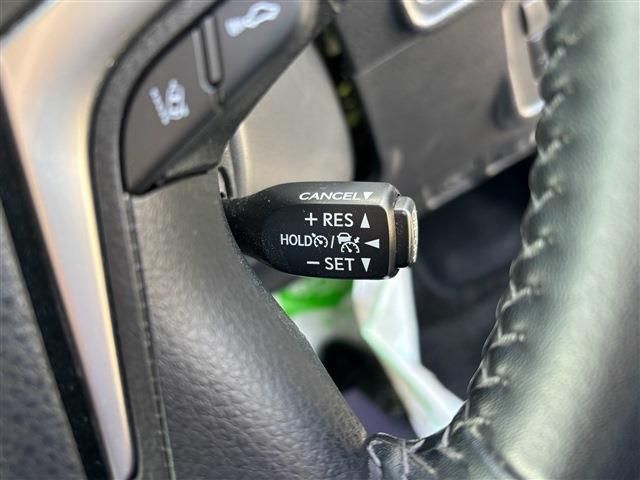 CANCEL
+ RES
HOLD /
- SET